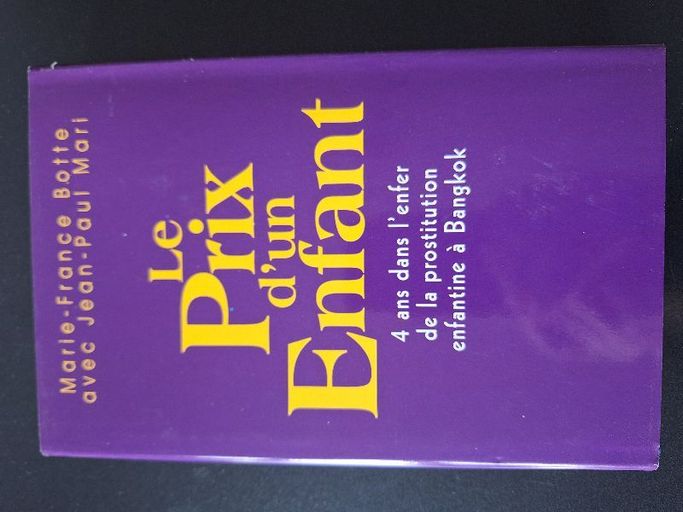 Marie-France Botte
avec Jean-Paul Mari
Le
Prix
d'un
Enfant
4 ans dans l'enfer
de la prostitution
enfantine à Bangkok